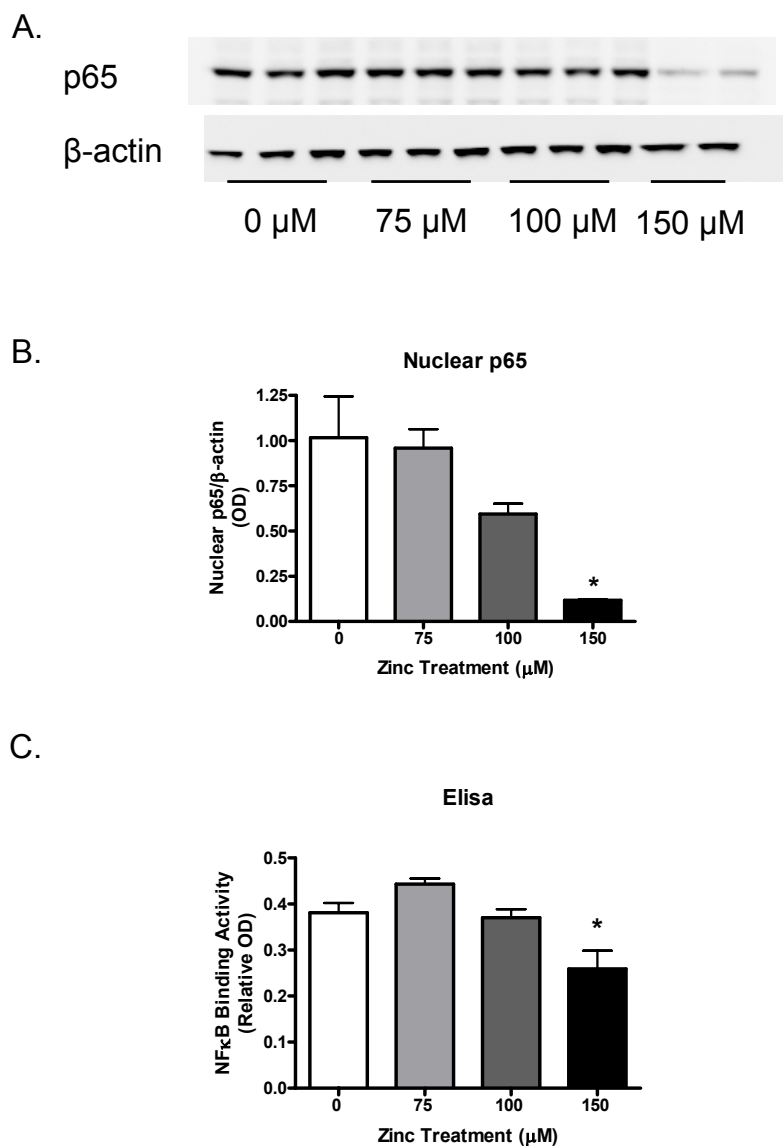 A.
p65
β-actin
0 µM 75 µM 100 µM 150 µM
B.
Nuclear p65
Nuclear p65/β-actin
(OD)
1.25
1.00
0.75
0.50
0.25
0.00
*
0 75 100 150
Zinc Treatment (µM)
C.
Elisa
NFκB Binding Activity
(Relative OD)
0.5
0.4
0.3
0.2
0.1
0.0
*
0 75 100 150
Zinc Treatment (µM)